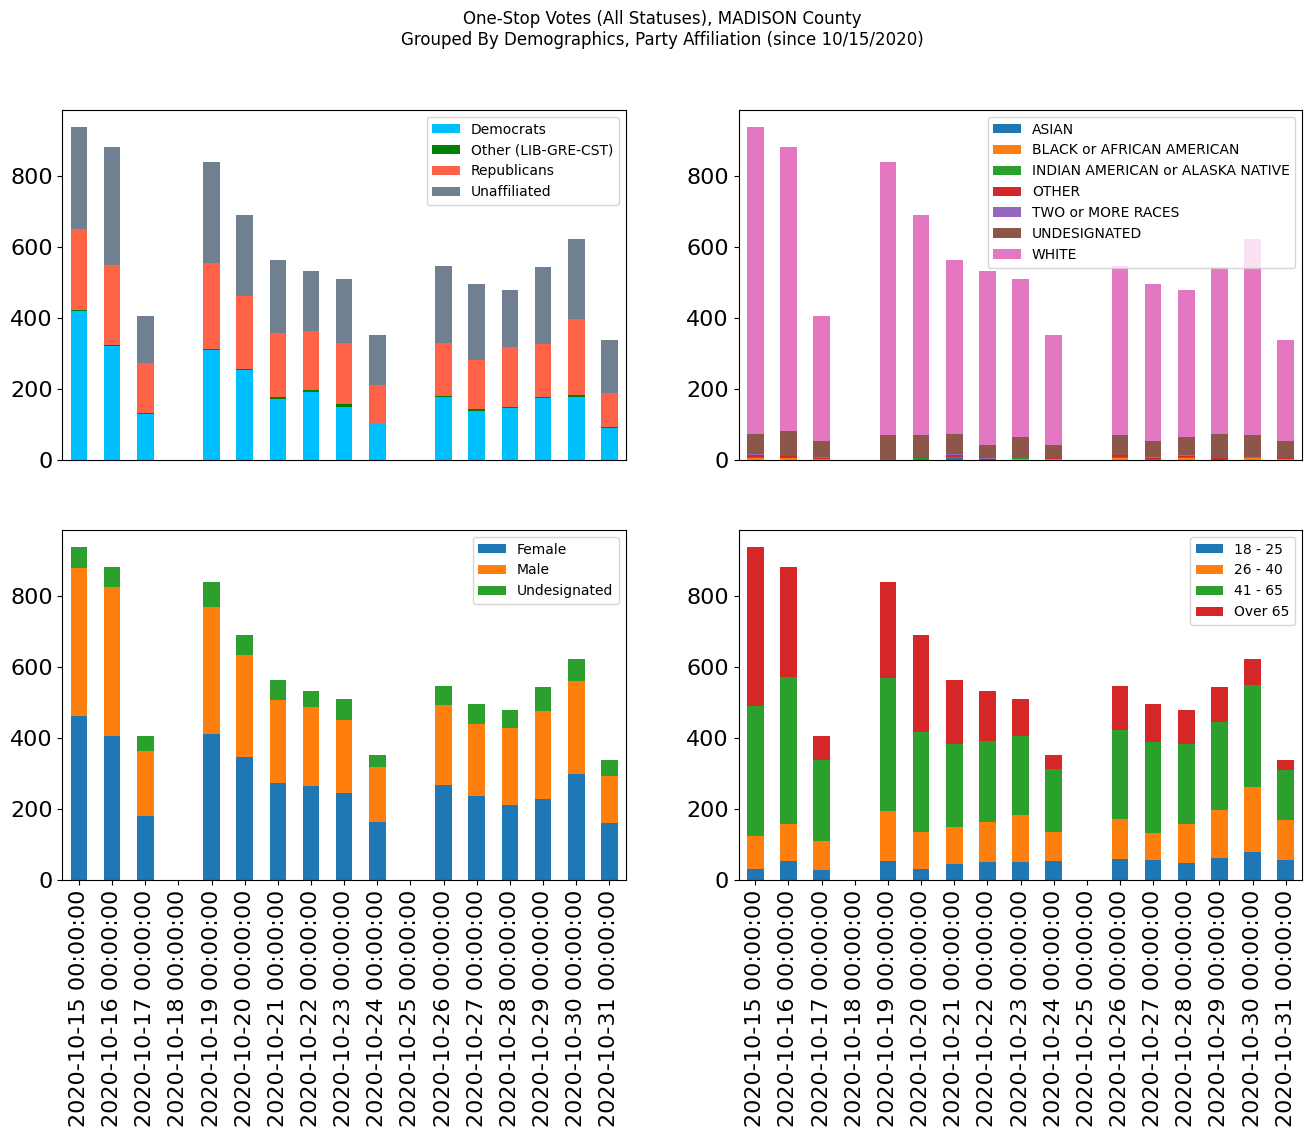 One-Stop Votes (All Statuses), MADISON County
Grouped By Demographics, Party Affiliation (since 10/15/2020)
800
600
400
200
0
Democrats
Other (LIB-GRE-CST)
Republicans
Unaffiliated
800
600
400
200
0
ASIAN
BLACK or AFRICAN AMERICAN
INDIAN AMERICAN or ALASKA NATIVE
OTHER
TWO or MORE RACES
UNDESIGNATED
WHITE
800
600
400
200
0
Female
Male
Undesignated
2020-10-15 00:00:00
2020-10-16 00:00:00
2020-10-17 00:00:00
2020-10-18 00:00:00
2020-10-19 00:00:00
2020-10-20 00:00:00
2020-10-21 00:00:00
2020-10-22 00:00:00
2020-10-23 00:00:00
2020-10-24 00:00:00
2020-10-25 00:00:00
2020-10-26 00:00:00
2020-10-27 00:00:00
2020-10-28 00:00:00
2020-10-29 00:00:00
2020-10-30 00:00:00
2020-10-31 00:00:00
800
600
400
200
0
18 - 25
26 - 40
41 - 65
Over 65
2020-10-15 00:00:00
2020-10-16 00:00:00
2020-10-17 00:00:00
2020-10-18 00:00:00
2020-10-19 00:00:00
2020-10-20 00:00:00
2020-10-21 00:00:00
2020-10-22 00:00:00
2020-10-23 00:00:00
2020-10-24 00:00:00
2020-10-25 00:00:00
2020-10-26 00:00:00
2020-10-27 00:00:00
2020-10-28 00:00:00
2020-10-29 00:00:00
2020-10-30 00:00:00
2020-10-31 00:00:00